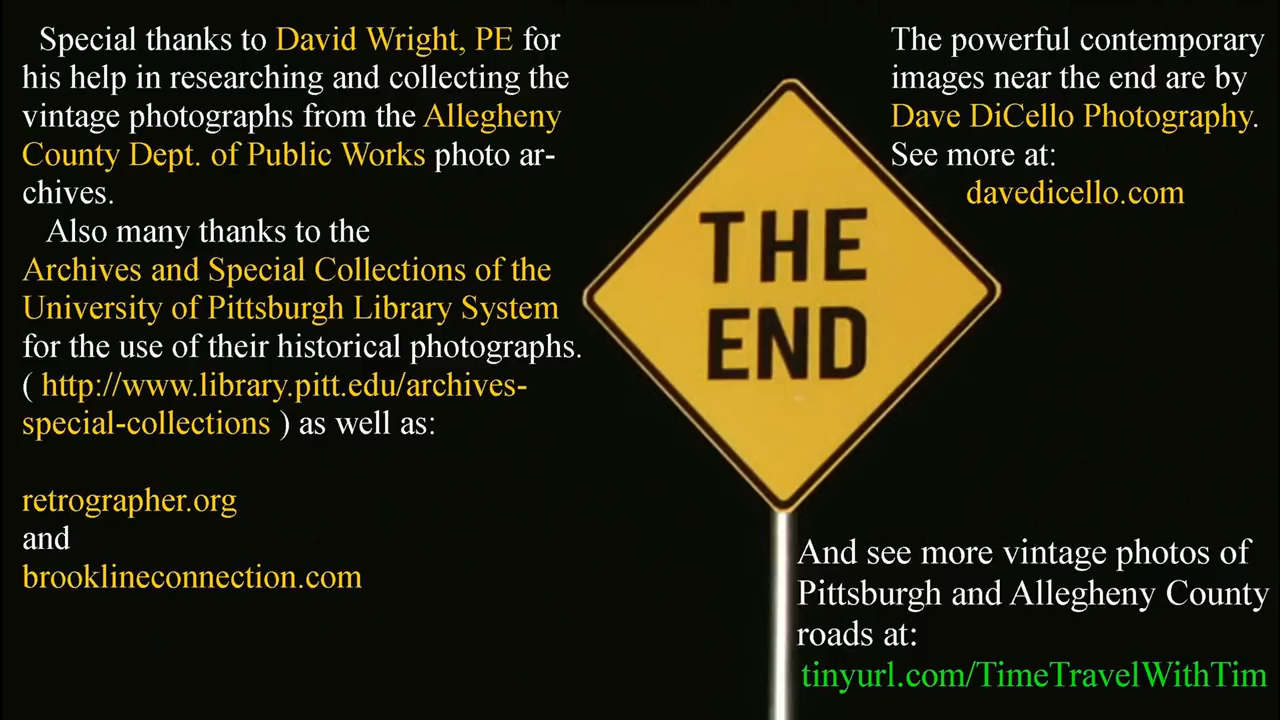 Special thanks to David Wright, PE for
his help in researching and collecting the
vintage photographs from the Allegheny
County Dept. of Public Works photo ar-
chives.
Also many thanks to the
Archives and Special Collections of the
University of Pittsburgh Library System
for the use of their historical photographs.
( http://www.library.pitt.edu/archives-
special-collections ) as well as:
retrographer.org
and
brooklineconnection.com
THE
END
The powerful contemporary
images near the end are by
Dave DiCello Photography.
See more at:
davedicello.com
And see more vintage photos of
Pittsburgh and Allegheny County
roads at:
tinyurl.com/TimeTravelWithTim